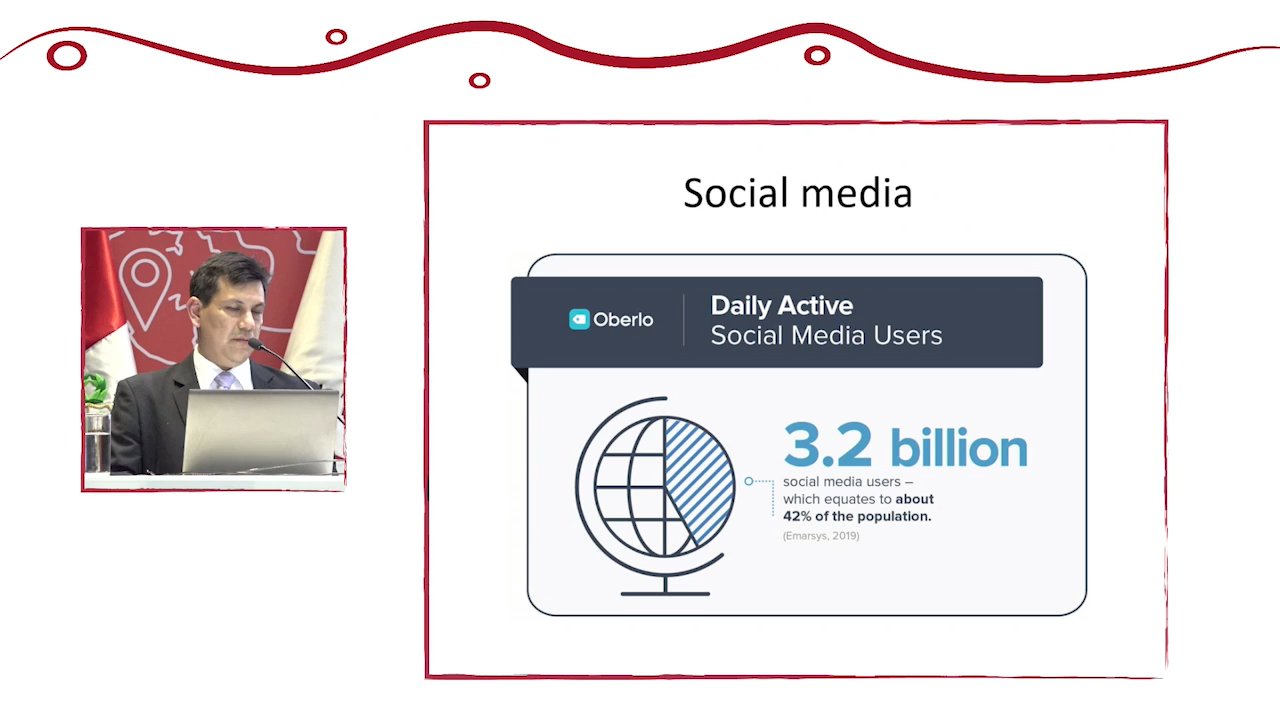 Social media
Oberlo
Daily Active
Social Media Users
3.2 billion
social media users –
which equates to about
42% of the population.
(Emarsys, 2019)